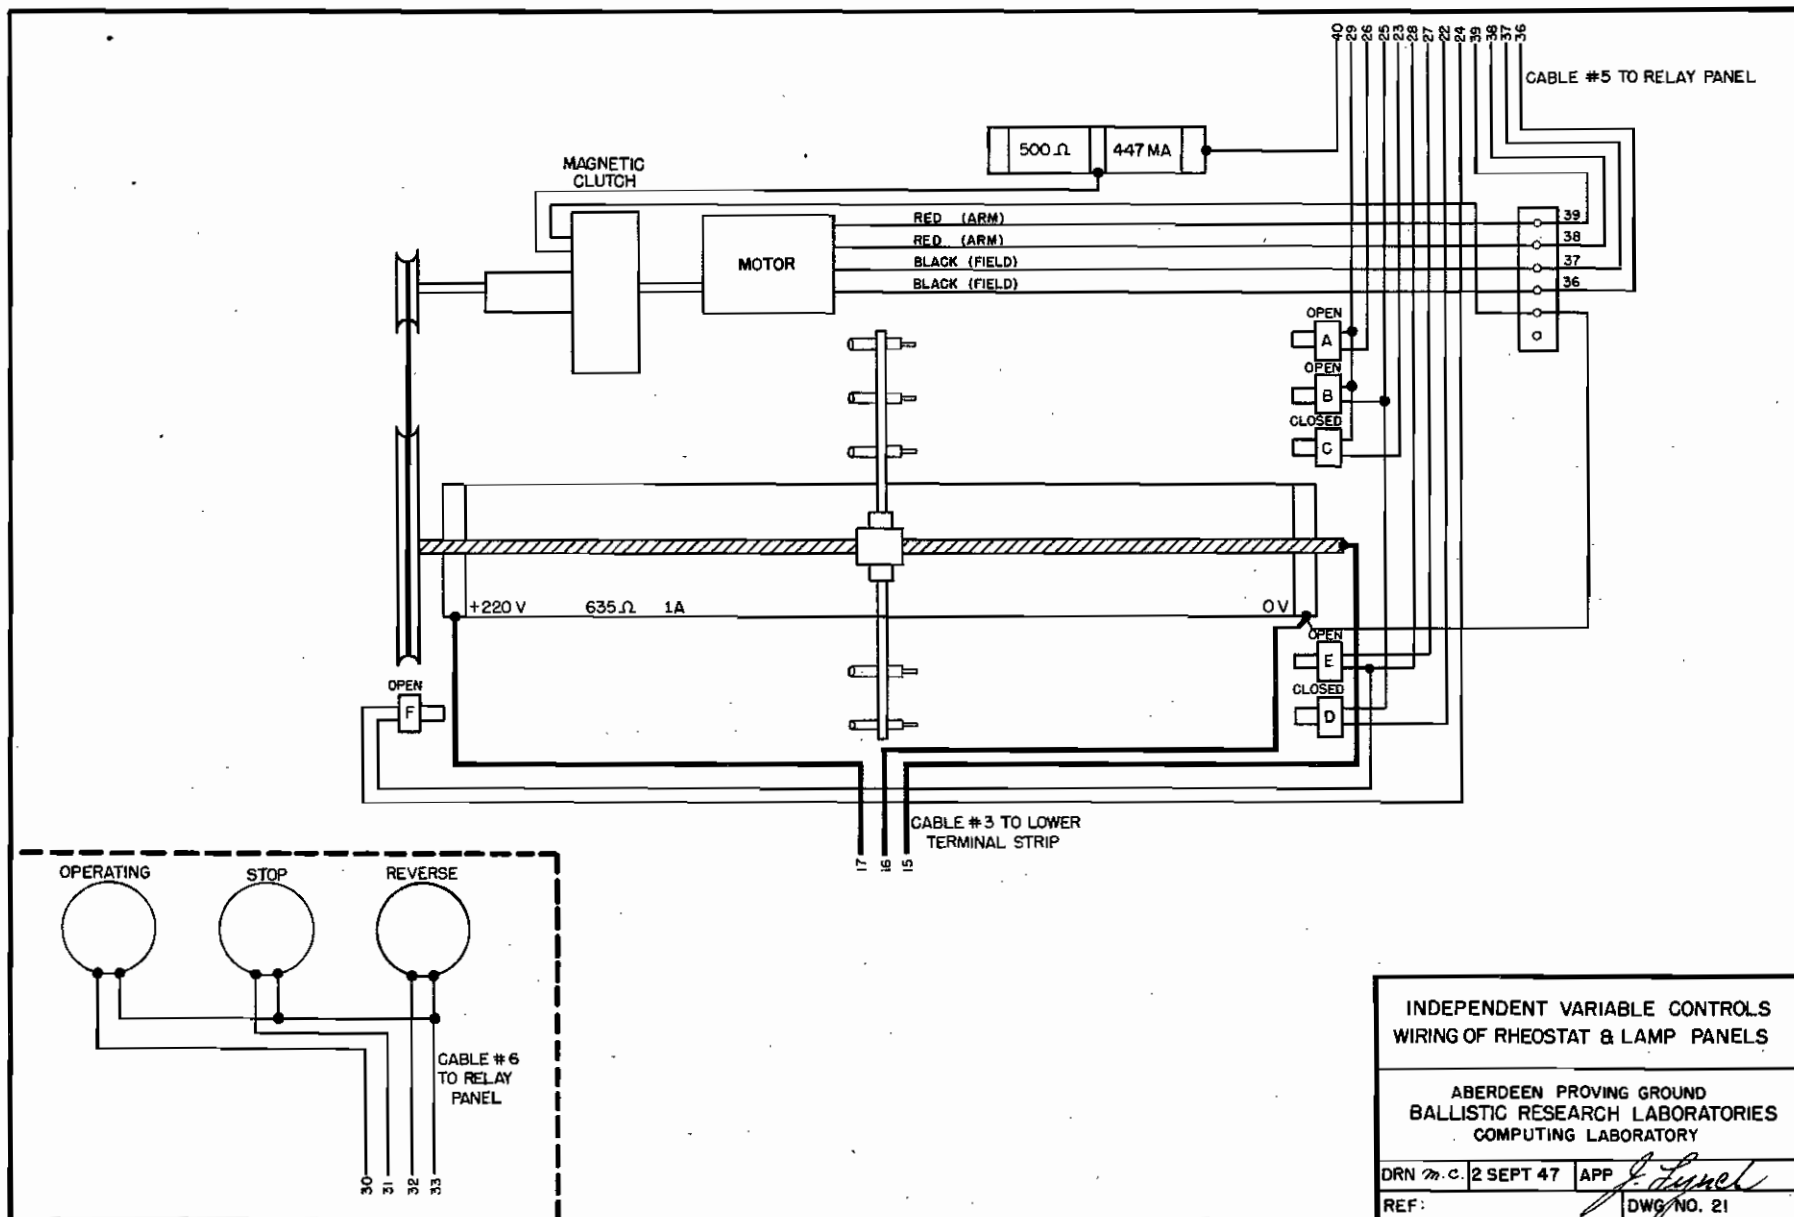 40 29 26 25 23 28 27 22 24 39 38 37 36
CABLE #5 TO RELAY PANEL
500 Ω 447 MA
MAGNETIC
CLUTCH
RED (ARM)
39
RED (ARM)
38
MOTOR
BLACK (FIELD)
37
BLACK (FIELD)
36
OPEN
A
OPEN
B
CLOSED
C
+220 V 635 Ω 1A 0 V
OPEN
E
OPEN
F
CLOSED
D
CABLE #3 TO LOWER
TERMINAL STRIP
17 16 15
OPERATING STOP REVERSE
CABLE #6
TO RELAY
PANEL
30 31 32 33
INDEPENDENT VARIABLE CONTROLS
WIRING OF RHEOSTAT & LAMP PANELS
ABERDEEN PROVING GROUND
BALLISTIC RESEARCH LABORATORIES
COMPUTING LABORATORY
DRN M.C. 2 SEPT 47 APP J. Lynch
REF: DWG NO. 21